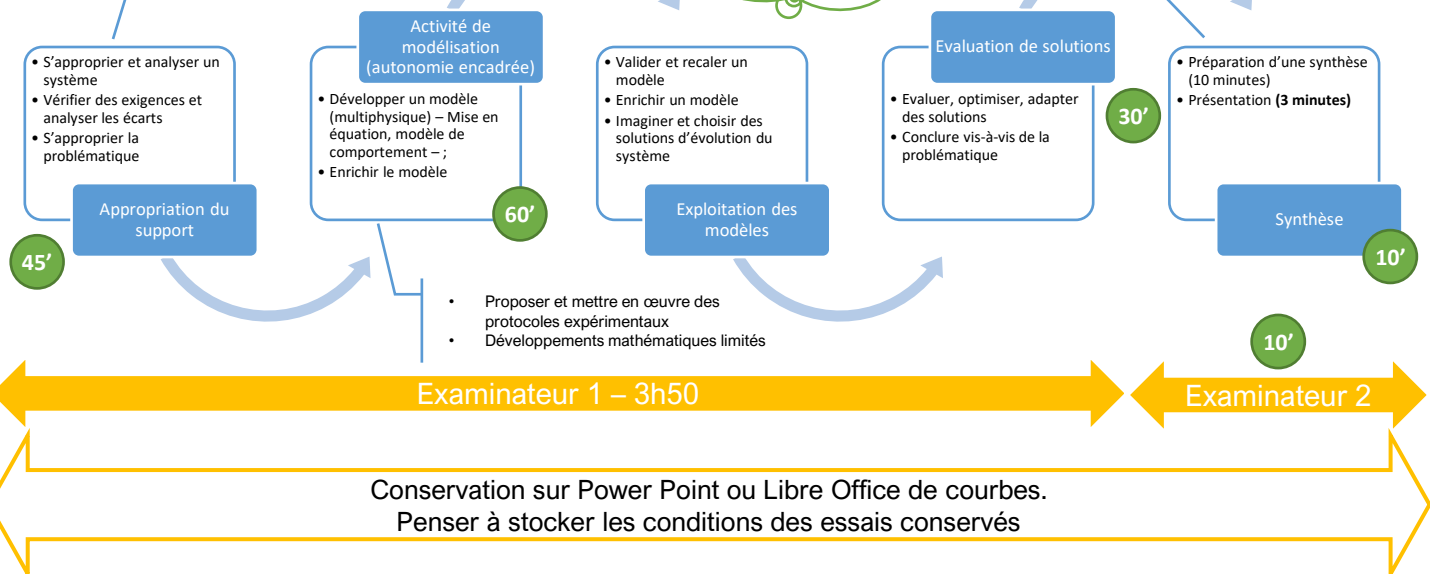 • S'approprier et analyser un
système
• Vérifier des exigences et
analyser les écarts
• S'approprier la
problématique
Appropriation du
support
45'
Activité de
modélisation
(autonomie encadrée)
• Développer un modèle
(multiphysique) – Mise en
équation, modèle de
comportement – ;
• Enrichir le modèle
60'
• Valider et recaler un
modèle
• Enrichir un modèle
• Imaginer et choisir des
solutions d'évolution du
système
Exploitation des
modèles
Evaluation de solutions
• Evaluer, optimiser, adapter
des solutions
• Conclure vis-à-vis de la
problématique
30'
• Préparation d'une synthèse
(10 minutes)
• Présentation (3 minutes)
Synthèse
10'
• Proposer et mettre en œuvre des
protocoles expérimentaux
• Développements mathématiques limités
10'
Examinateur 1 – 3h50
Examinateur 2
Conservation sur Power Point ou Libre Office de courbes.
Penser à stocker les conditions des essais conservés